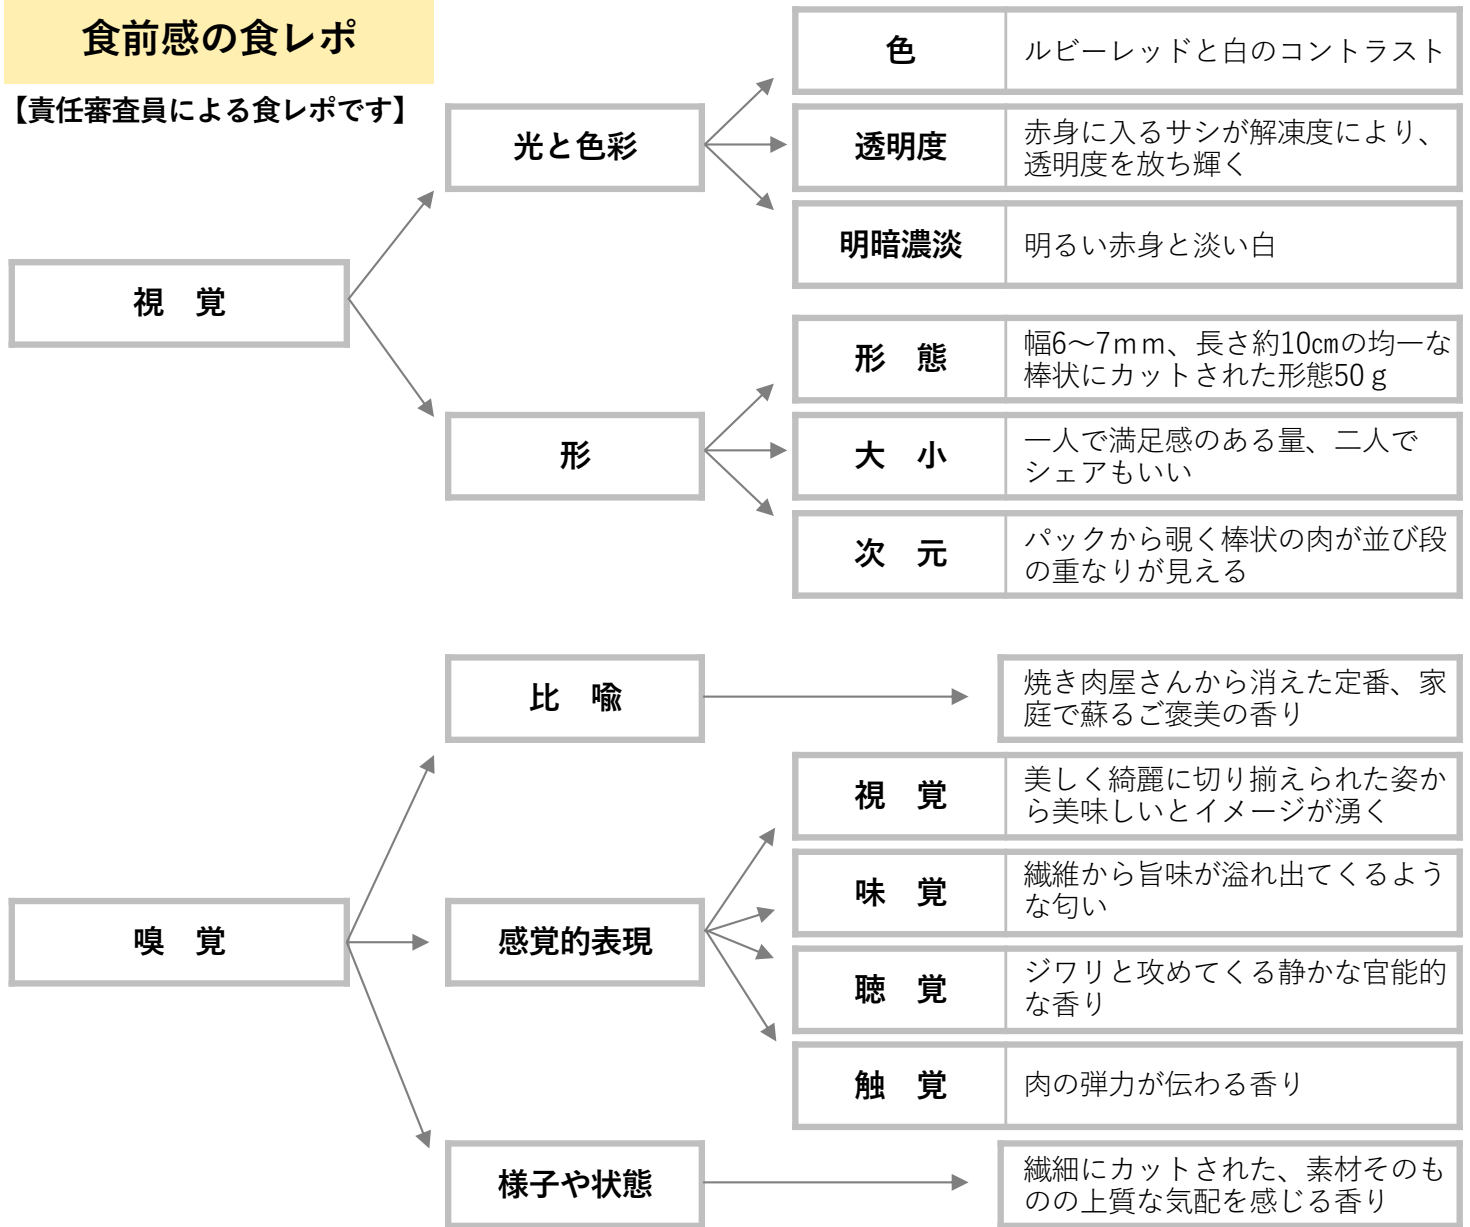 食前感の食レポ
【責任審査員による食レポです】
視　覚
光と色彩
色
ルビーレッドと白のコントラスト
透明度
赤身に入るサシが解凍度により、
透明度を放ち輝く
明暗濃淡
明るい赤身と淡い白
形
形　態
幅6～7ｍｍ、長さ約10㎝の均一な
棒状にカットされた形態50ｇ
大　小
一人で満足感のある量、二人で
シェアもいい
次　元
パックから覗く棒状の肉が並び段
の重なりが見える
嗅　覚
比　喩
焼き肉屋さんから消えた定番、家
庭で蘇るご褒美の香り
感覚的表現
視　覚
美しく綺麗に切り揃えられた姿か
ら美味しいとイメージが湧く
味　覚
繊維から旨味が溢れ出てくるよう
な匂い
聴　覚
ジワリと攻めてくる静かな官能的
な香り
触　覚
肉の弾力が伝わる香り
様子や状態
繊細にカットされた、素材そのも
のの上質な気配を感じる香り